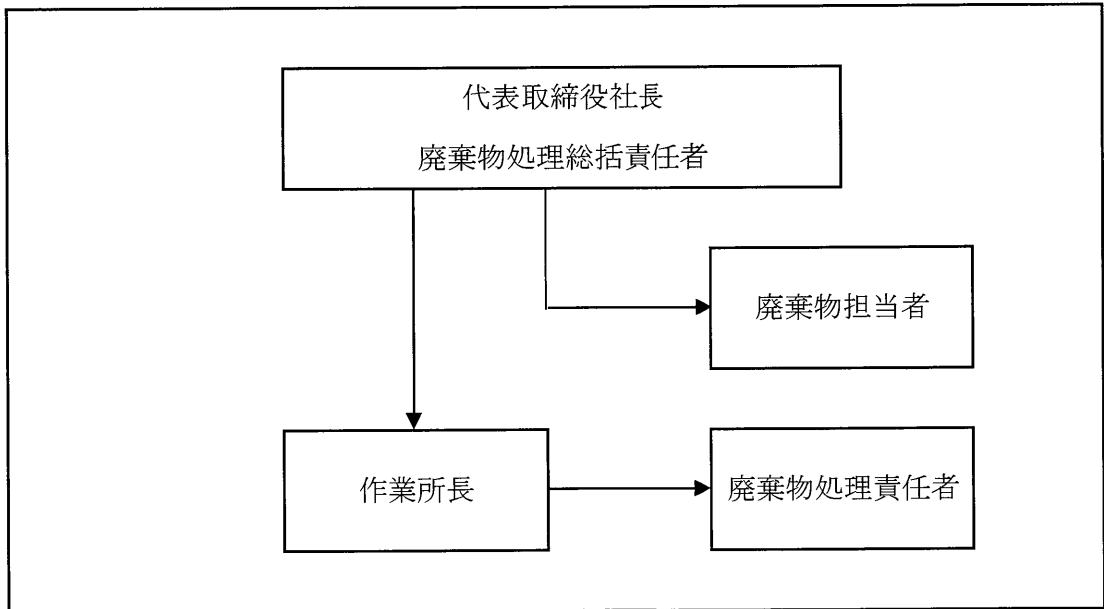 代表取締役社長
廃棄物処理総括責任者
廃棄物担当者
作業所長
廃棄物処理責任者